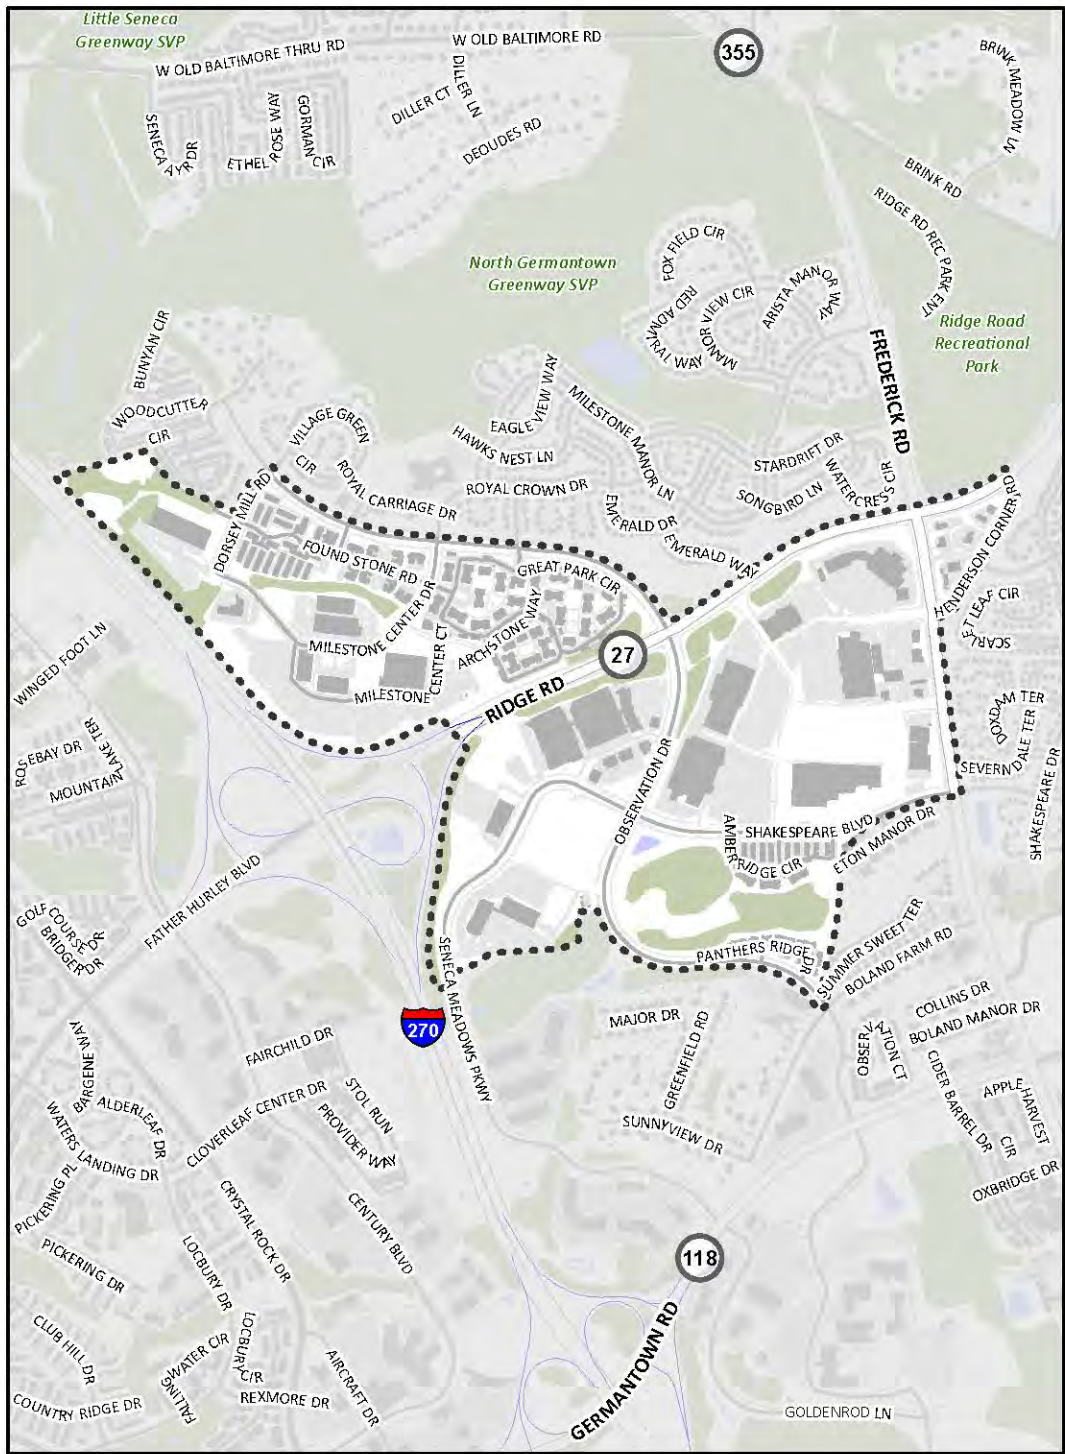 Little Seneca
Greenway SVP
W OLD BALTIMORE THRU RD
W OLD BALTIMORE RD
355
BRINK MEADOW LN
SENECA AYR DR
ETHEL ROSE WAY
GORMAN CIR
DILLER CT
DILLER LN
DEOUDES RD
BRINK RD
RIDGE RD REC PARK ENT
North Germantown
Greenway SVP
FOX FIELD CIR
RED ADMIRAL WAY
MANOR VIEW CIR
ARISTA MANOR WAY
Ridge Road
Recreational
Park
FREDERICK RD
BUNYAN CIR
WOODCUTTER CIR
VILLAGE GREEN CIR
ROYAL CARRIAGE DR
EAGLE VIEW WAY
HAWKS NEST LN
ROYAL CROWN DR
MILESTONE MANOR LN
EMERALD DR
EMERALD WAY
STARDRIFT DR
SONGBIRD LN
WATERCRESS CIR
HENDERSON CORNER RD
DORSEY MILL RD
FOUND STONE RD
GREAT PARK CIR
ARCHSTONE WAY
MILESTONE CENTER DR
MILESTONE CENTER CT
27
RIDGE RD
SCARLET LEAF CIR
WINGED FOOT LN
ROSEBAY DR
MOUNTAIN LAKE TER
OBSERVATION DR
DOXDAM TER
SEVERNDALE TER
SHAKESPEARE DR
SHAKESPEARE BLVD
AMBER RIDGE CIR
ETON MANOR DR
FATHER HURLEY BLVD
GOLF COURSE DR
BRIDGER DR
SENECA MEADOWS PKWY
PANTHERS RIDGE DR
SUMMER SWEET TER
BOLAND FARM RD
270
MAJOR DR
GREENFIELD RD
SUNNYVIEW DR
COLLINS DR
BOLAND MANOR DR
OBSERVATION CT
CIDER BARREL DR
APPLE HARVEST CIR
OXBRIDGE DR
FAIRCHILD DR
STOL RUN
PROVIDER WAY
CLOVERLEAF CENTER DR
BARGENE WAY
ALDERLEAF DR
WATERS LANDING DR
PICKERING PL
PICKERING DR
CRYSTAL ROCK DR
CENTURY BLVD
LOCBURY DR
LOCBURY CIR
118
GERMANTOWN RD
CLUB HILL DR
FALLING WATER CIR
REXMORE DR
AIRCRAFT DR
COUNTRY RIDGE DR
GOLDENROD LN